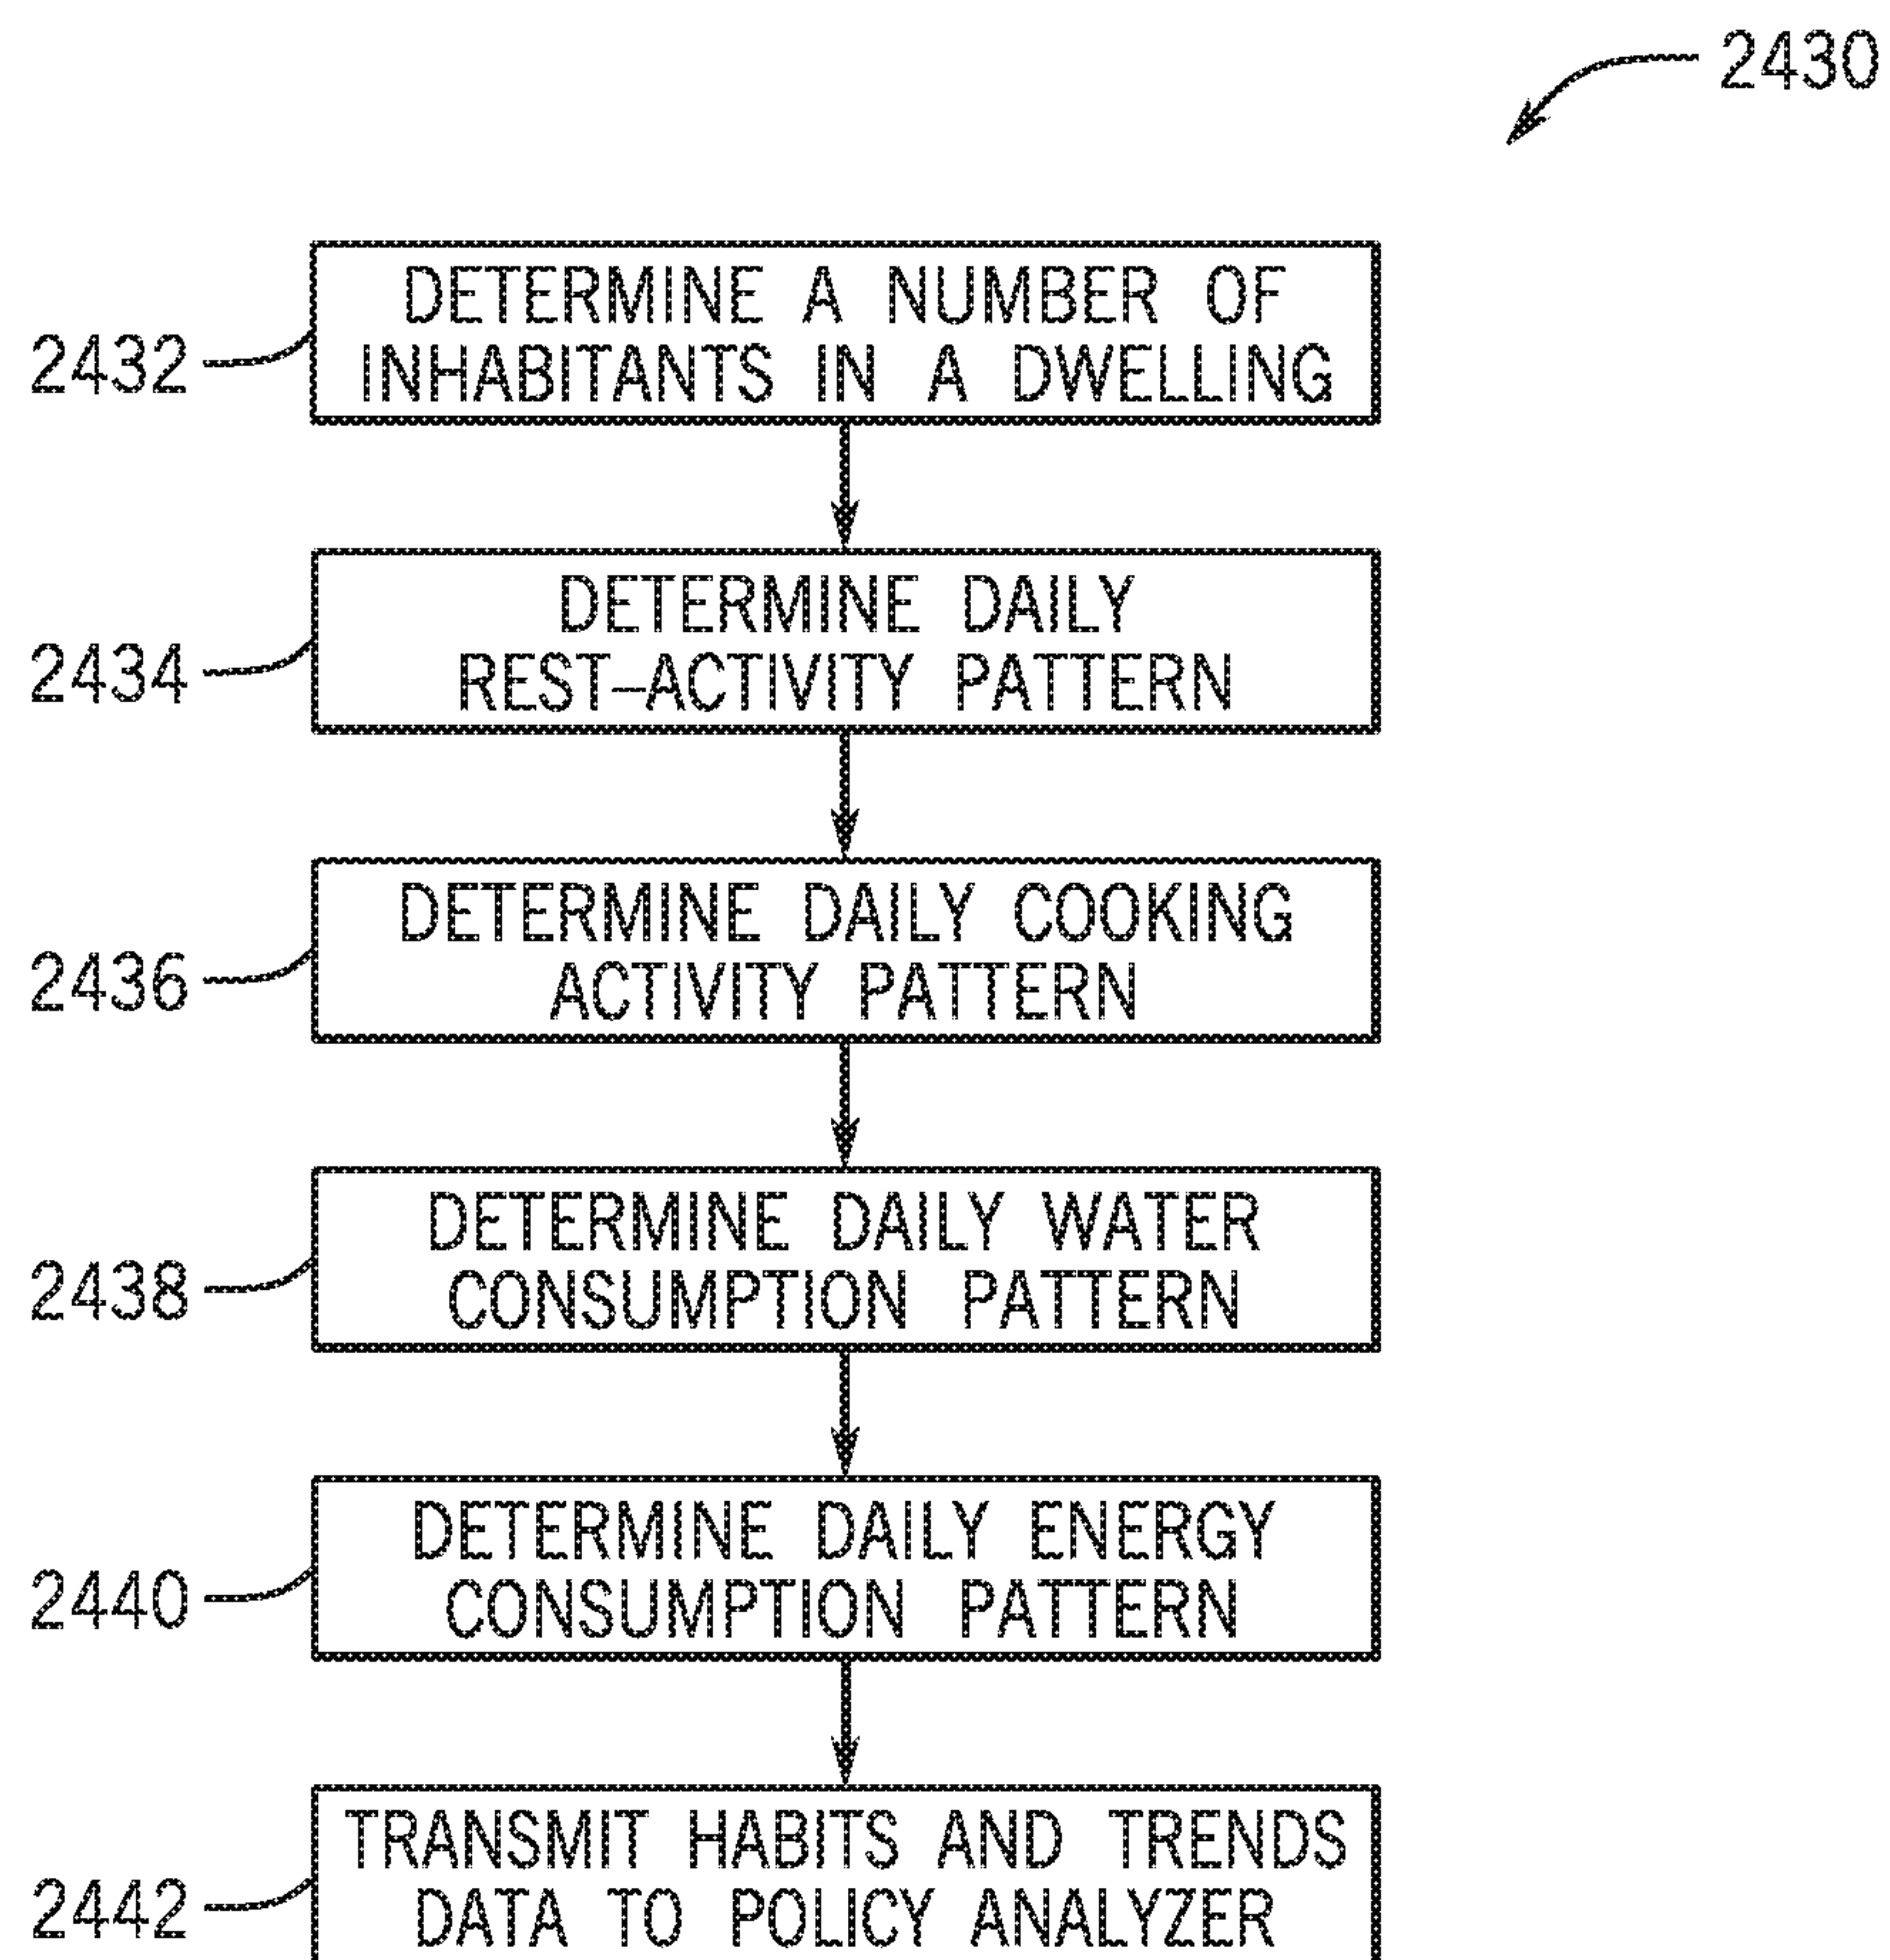 2430
DETERMINE A NUMBER OF
INHABITANTS IN A DWELLING
2432
DETERMINE DAILY
REST–ACTIVITY PATTERN
2434
DETERMINE DAILY COOKING
ACTIVITY PATTERN
2436
DETERMINE DAILY WATER
CONSUMPTION PATTERN
2438
DETERMINE DAILY ENERGY
CONSUMPTION PATTERN
2440
TRANSMIT HABITS AND TRENDS
DATA TO POLICY ANALYZER
2442